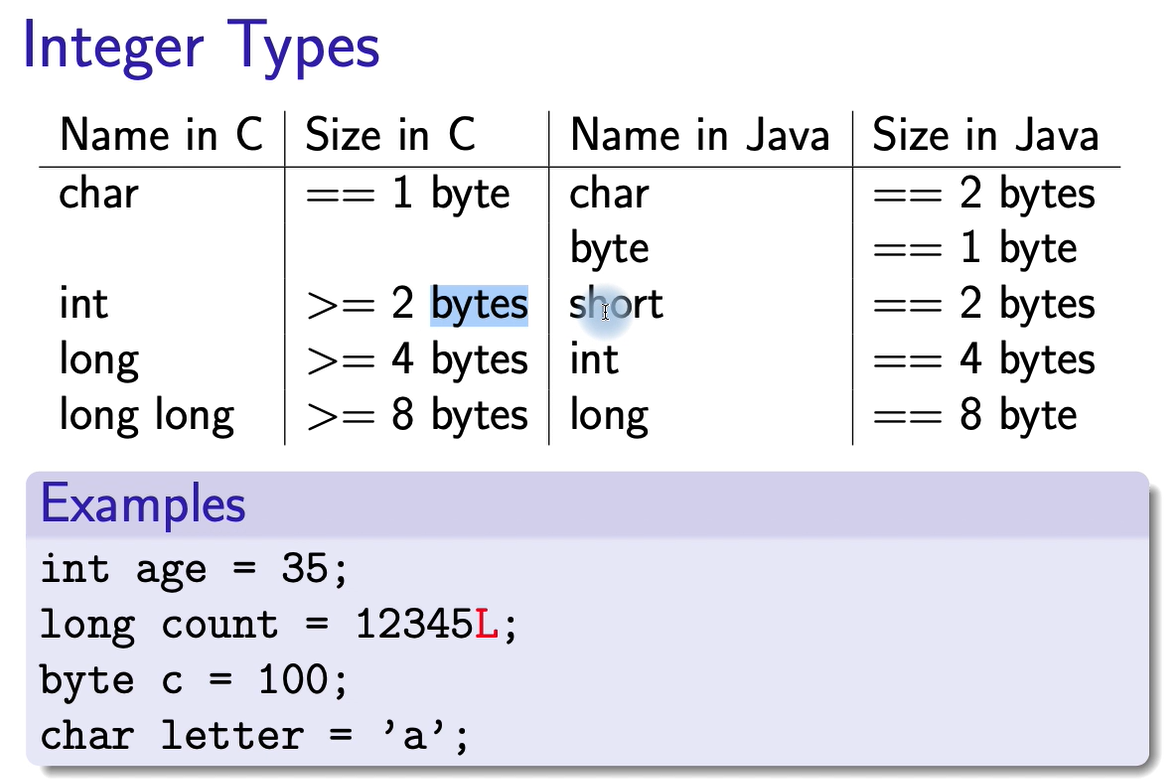 Integer Types
Name in C Size in C Name in Java Size in Java
char == 1 byte char == 2 bytes
byte == 1 byte
int >= 2 bytes short == 2 bytes
long >= 4 bytes int == 4 bytes
long long >= 8 bytes long == 8 byte
Examples
int age = 35;
long count = 12345L;
byte c = 100;
char letter = ’a’;